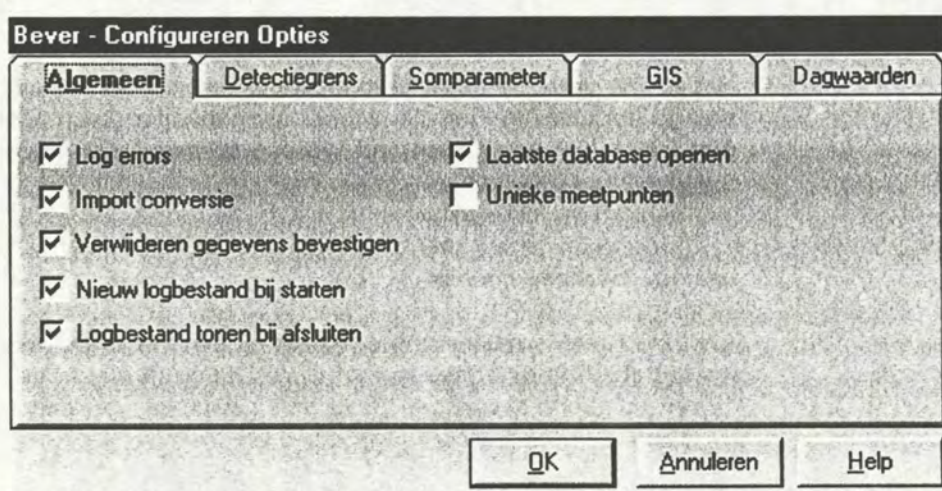 Bever - Configureren Opties
Algemeen Detectiegrens Somparameter GIS Dagwaarden
Log errors
Import conversie
Verwijderen gegevens bevestigen
Nieuw logbestand bij starten
Logbestand tonen bij afsluiten
Laatste database openen
Unieke meetpunten
OK Annuleren Help